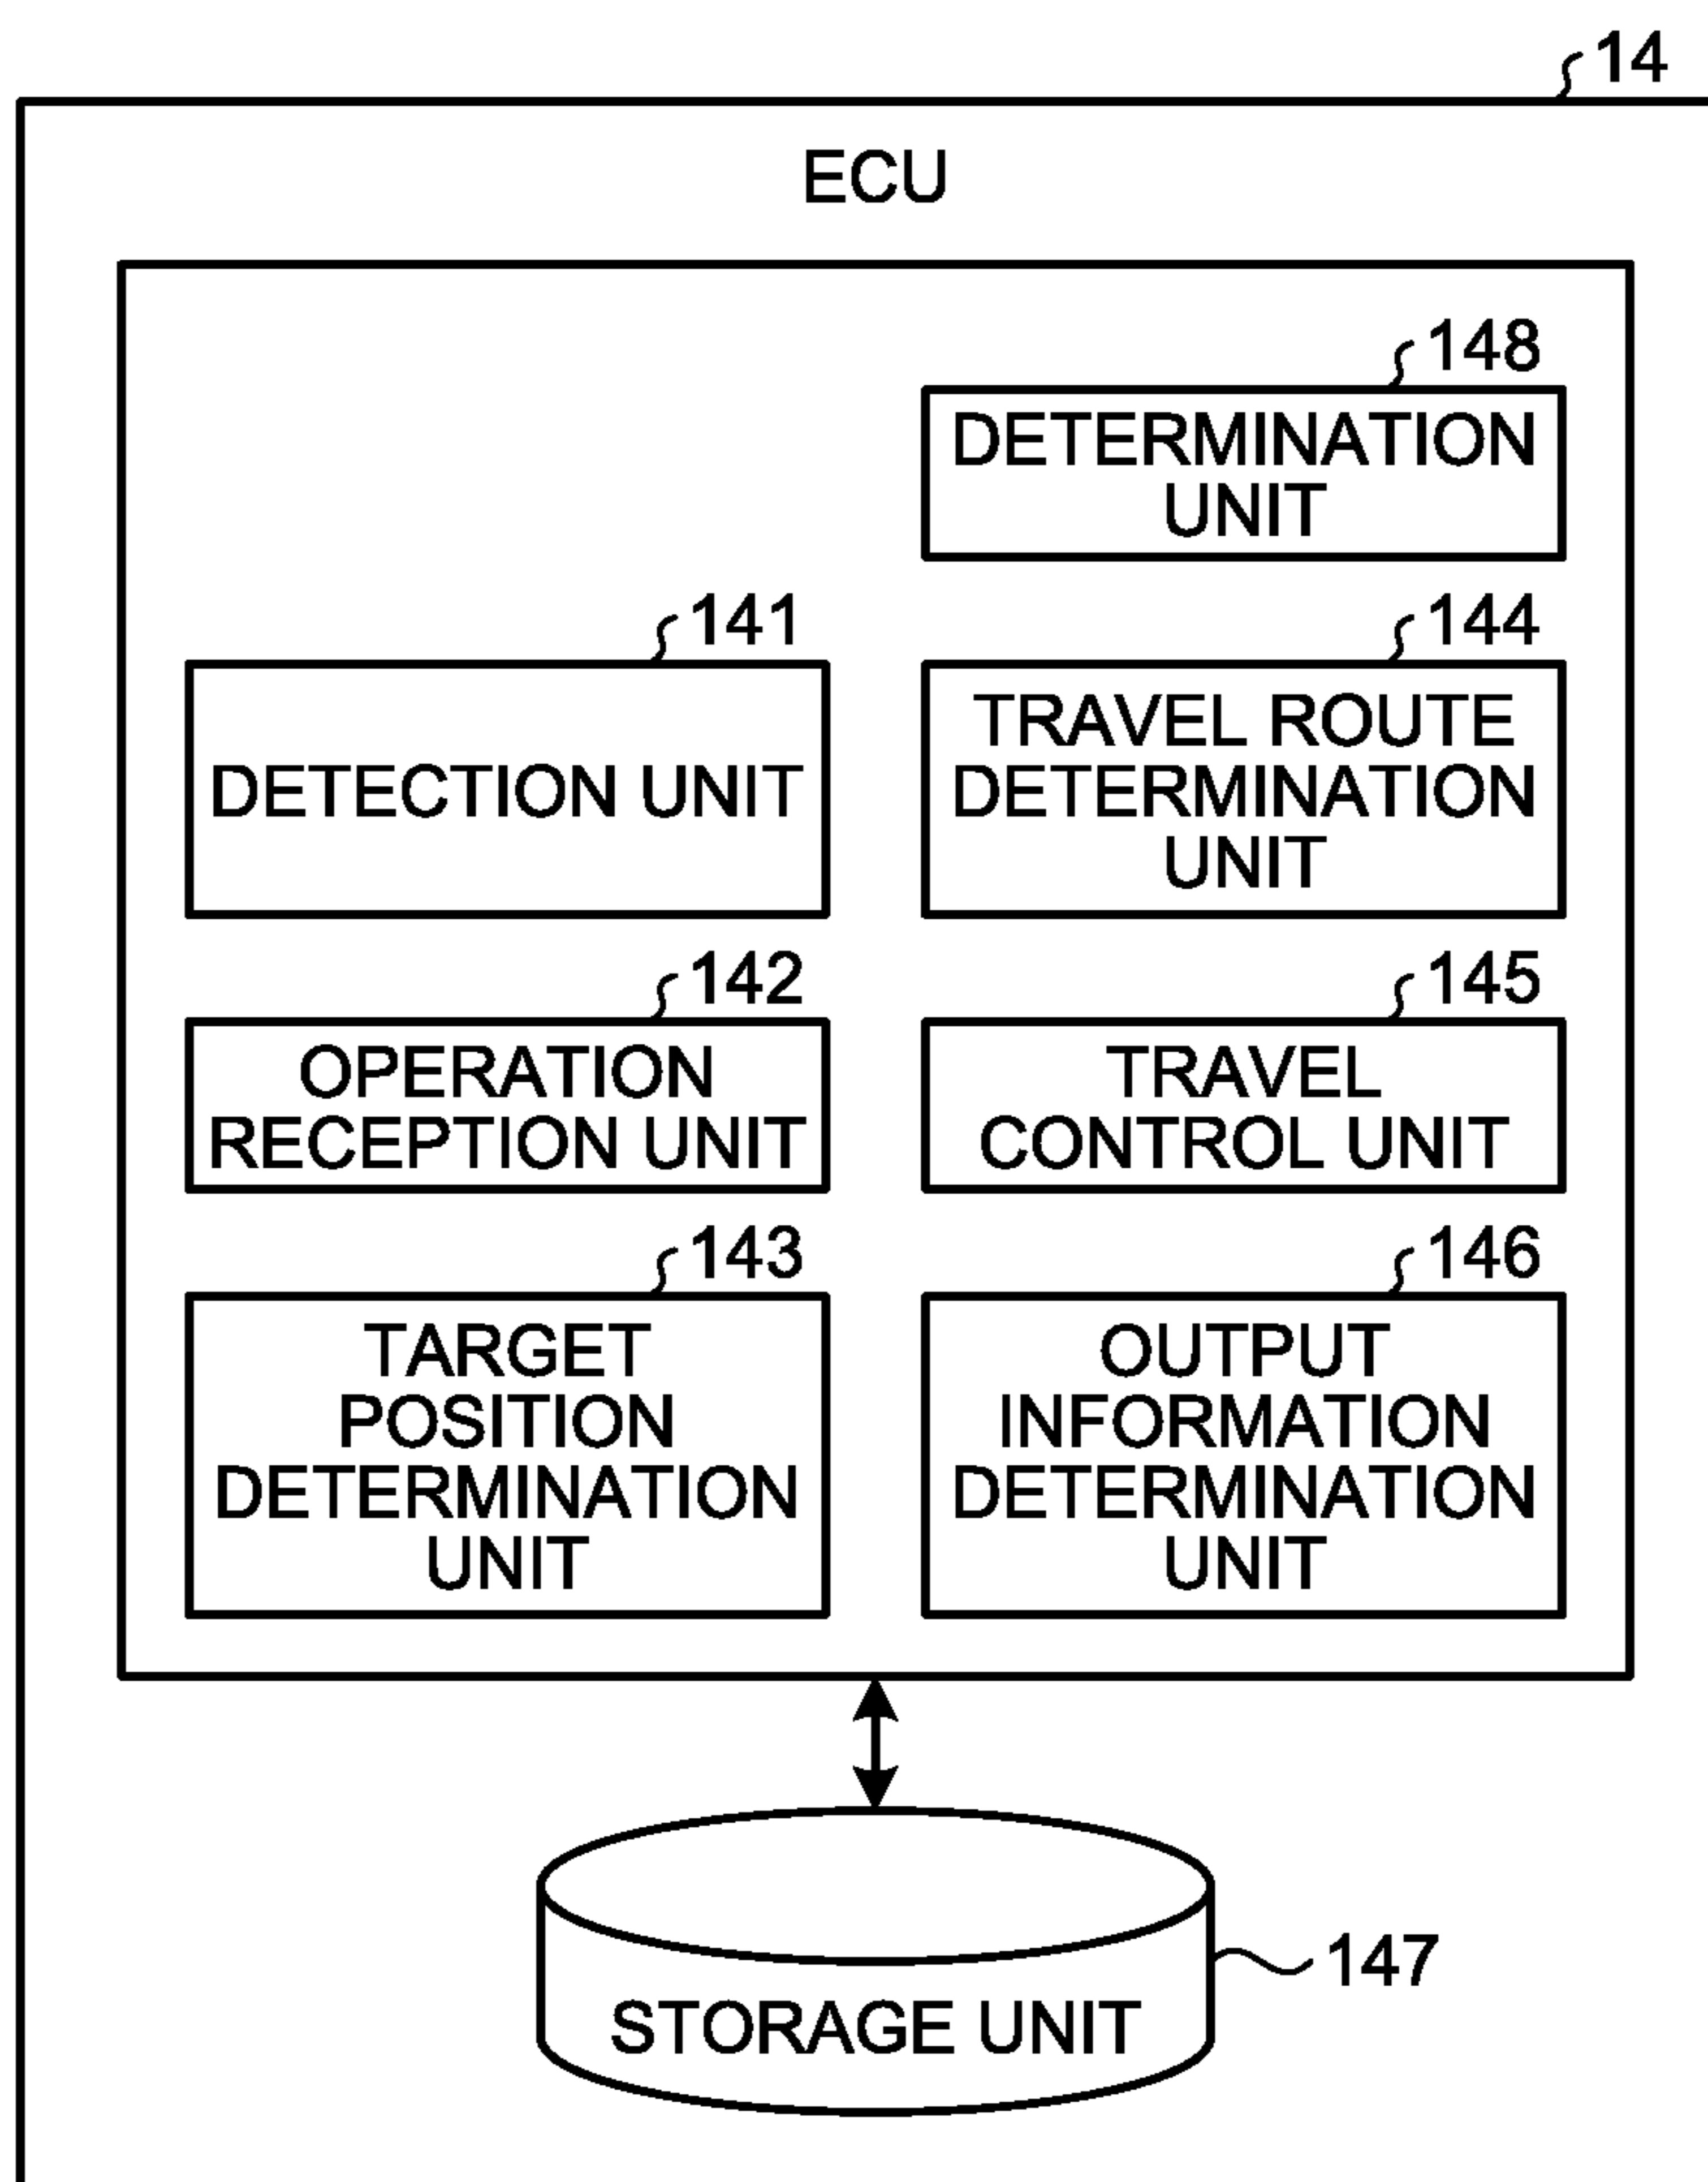 14
ECU
148
DETERMINATION
UNIT
141
DETECTION UNIT
144
TRAVEL ROUTE
DETERMINATION
UNIT
142
OPERATION
RECEPTION UNIT
145
TRAVEL
CONTROL UNIT
143
TARGET
POSITION
DETERMINATION
UNIT
146
OUTPUT
INFORMATION
DETERMINATION
UNIT
147
STORAGE UNIT